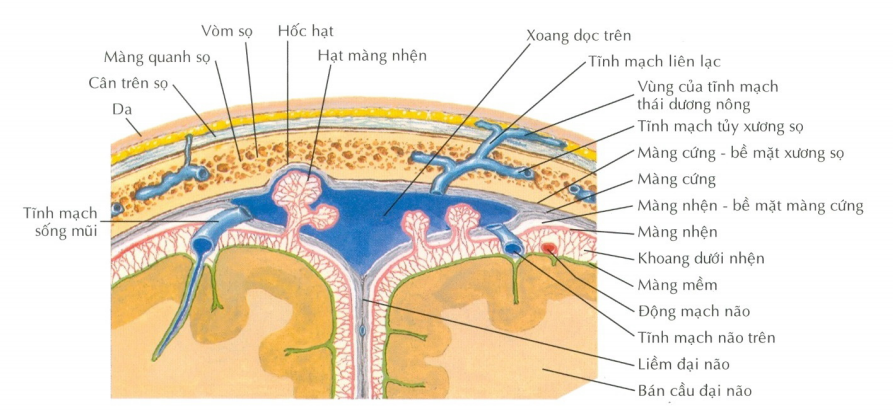 Vòm sọ
Hốc hạt
Màng quanh sọ
Hạt màng nhện
Cân trên sọ
Da
Tĩnh mạch
sống mũi
Xoang dọc trên
Tĩnh mạch liên lạc
Vùng của tĩnh mạch
thái dương nông
Tĩnh mạch tủy xương sọ
Màng cứng - bề mặt xương sọ
Màng cứng
Màng nhện - bề mặt màng cứng
Màng nhện
Khoang dưới nhện
Màng mềm
Động mạch não
Tĩnh mạch não trên
Liềm đại não
Bán cầu đại não